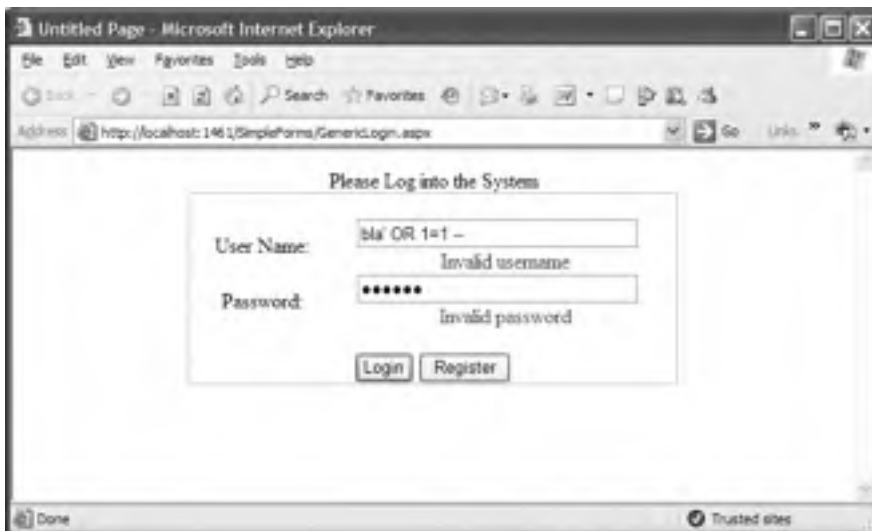 Untitled Page - Microsoft Internet Explorer
File Edit View Favorites Tools Help
Back Search Favorites
Address http://localhost:1461/SimpleForms/GenericLogin.aspx Go Links »
Please Log into the System
User Name: bla' OR 1=1 --
Invalid username
Password: ••••••
Invalid password
Login Register
Done Trusted sites